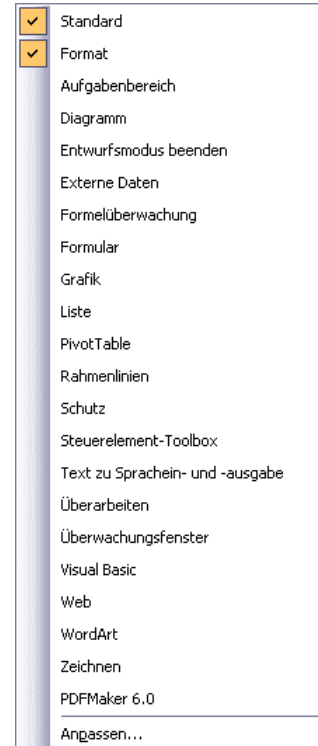 Standard
Format
Aufgabenbereich
Diagramm
Entwurfsmodus beenden
Externe Daten
Formelüberwachung
Formular
Grafik
Liste
PivotTable
Rahmenlinien
Schutz
Steuerelement-Toolbox
Text zu Sprachein- und -ausgabe
Überarbeiten
Überwachungsfenster
Visual Basic
Web
WordArt
Zeichnen
PDFMaker 6.0
Anpassen...